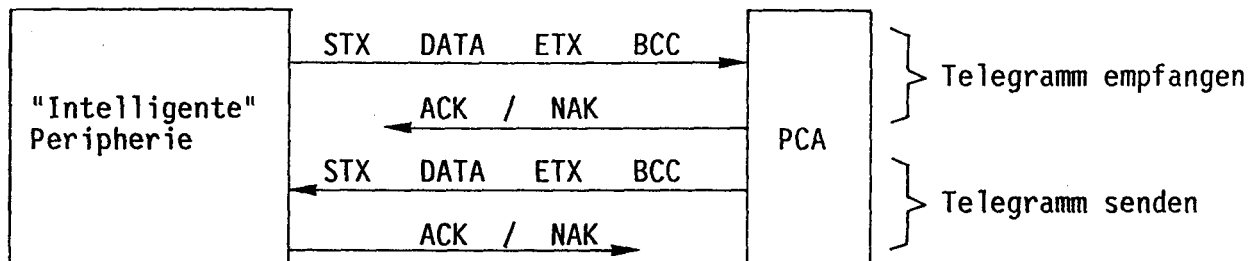 STX DATA ETX BCC
"Intelligente"
Peripherie
ACK / NAK
PCA
Telegramm empfangen
STX DATA ETX BCC
ACK / NAK
Telegramm senden